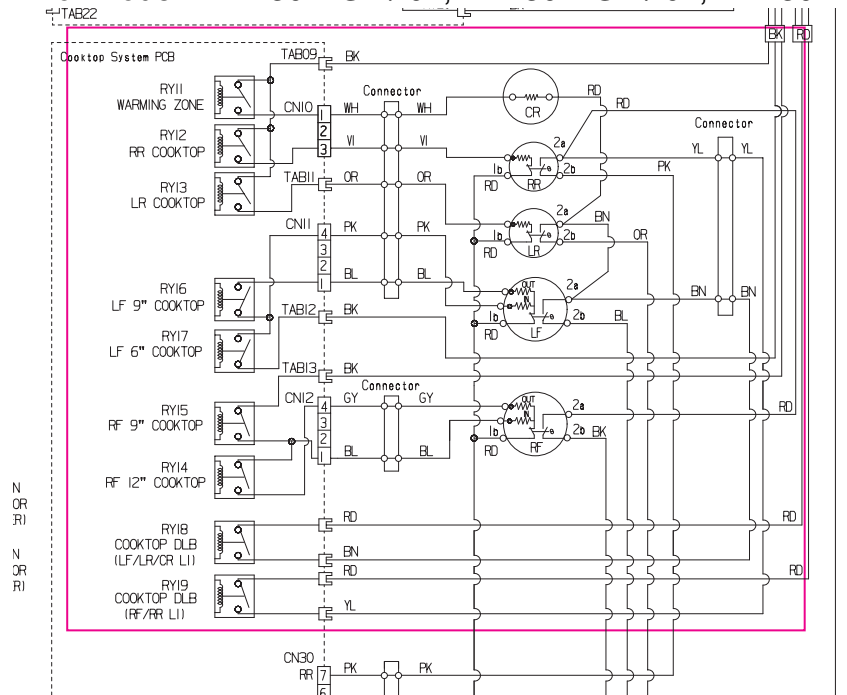 TAB22
BK RD
Cooktop System PCB
TAB09 BK
RY11
WARMING ZONE
CN10 1 WH
Connector
WH
CR
RD
RD
Connector
RY12
RR COOKTOP
2
3 VI VI
1b RD RR 2a 2b
YL YL
PK
RY13
LR COOKTOP
TAB11 OR OR
CN11 4 PK PK
3
2
1 BL BL
1b RD LR 2a 2b
BN
OR
RY16
LF 9" COOKTOP
OUT
IN
1b RD LF 2a 2b
BN BN
BL
TAB12 BK
RY17
LF 6" COOKTOP
TAB13 BK
Connector
CN12 4 GY GY
3
2
1 BL BL
RY15
RF 9" COOKTOP
OUT
IN
1b RD RF 2a 2b BK
RD
RY14
RF 12" COOKTOP
N
OR
R)
N
OR
R)
RY18
COOKTOP DLB
(LF/LR/CR L1)
RD RD
BN
RD RD
RY19
COOKTOP DLB
(RF/RR L1)
YL
CN30
RR 7 PK PK
6